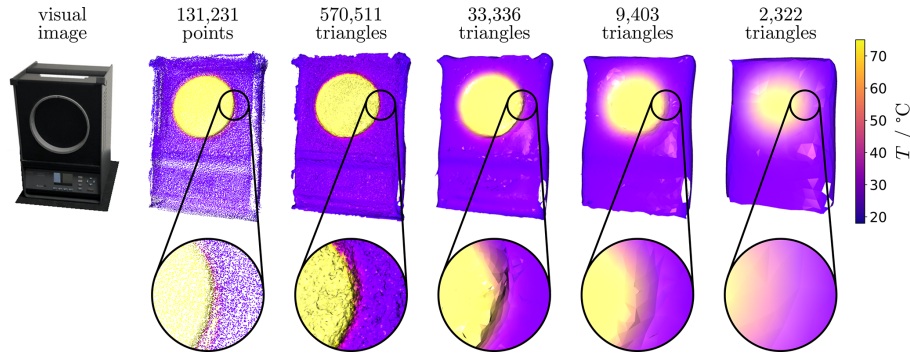 visual
image
131,231
points
570,511
triangles
33,336
triangles
9,403
triangles
2,322
triangles
70
60
50
40
30
20
T / °C